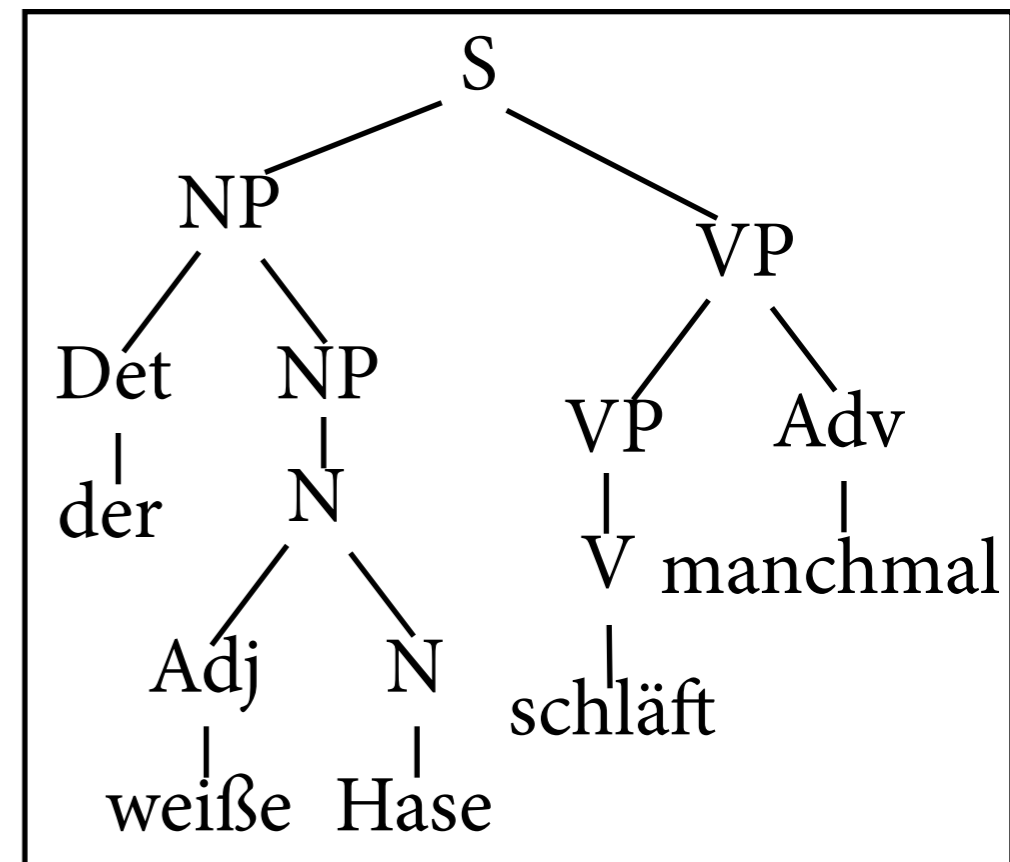 S
NP
VP
Det NP
VP Adv
der
N
V manchmal
Adj N
schläft
weiße Hase